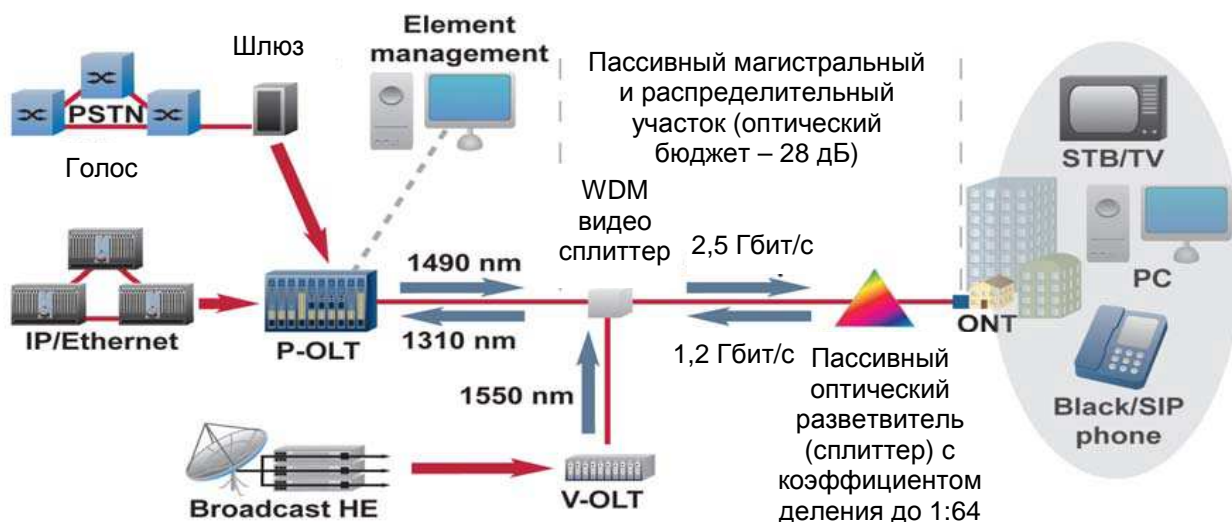 Шлюз
PSTN
Голос
Element
management
Пассивный магистральный
и распределительный
участок (оптический
бюджет – 28 дБ)
STB/TV
PC
Black/SIP
phone
WDM
видео
сплиттер
2,5 Гбит/с
1,2 Гбит/с
IP/Ethernet
P-OLT
1490 nm
1310 nm
1550 nm
ONT
Пассивный
оптический
разветвитель
(сплиттер) с
коэффициентом
деления до 1:64
Broadcast HE
V-OLT